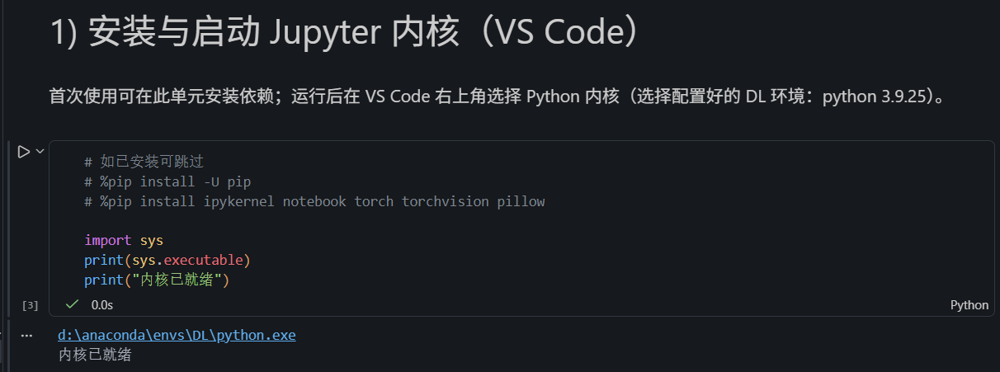 1) 安装与启动 Jupyter 内核（VS Code）
首次使用可在此单元安装依赖；运行后在 VS Code 右上角选择 Python 内核（选择配置好的 DL 环境：python 3.9.25）。
# 如已安装可跳过
# %pip install -U pip
# %pip install ipykernel notebook torch torchvision pillow
import sys
print(sys.executable)
print("内核已就绪")
[3] 0.0s Python
... d:\anaconda\envs\DL\python.exe
内核已就绪